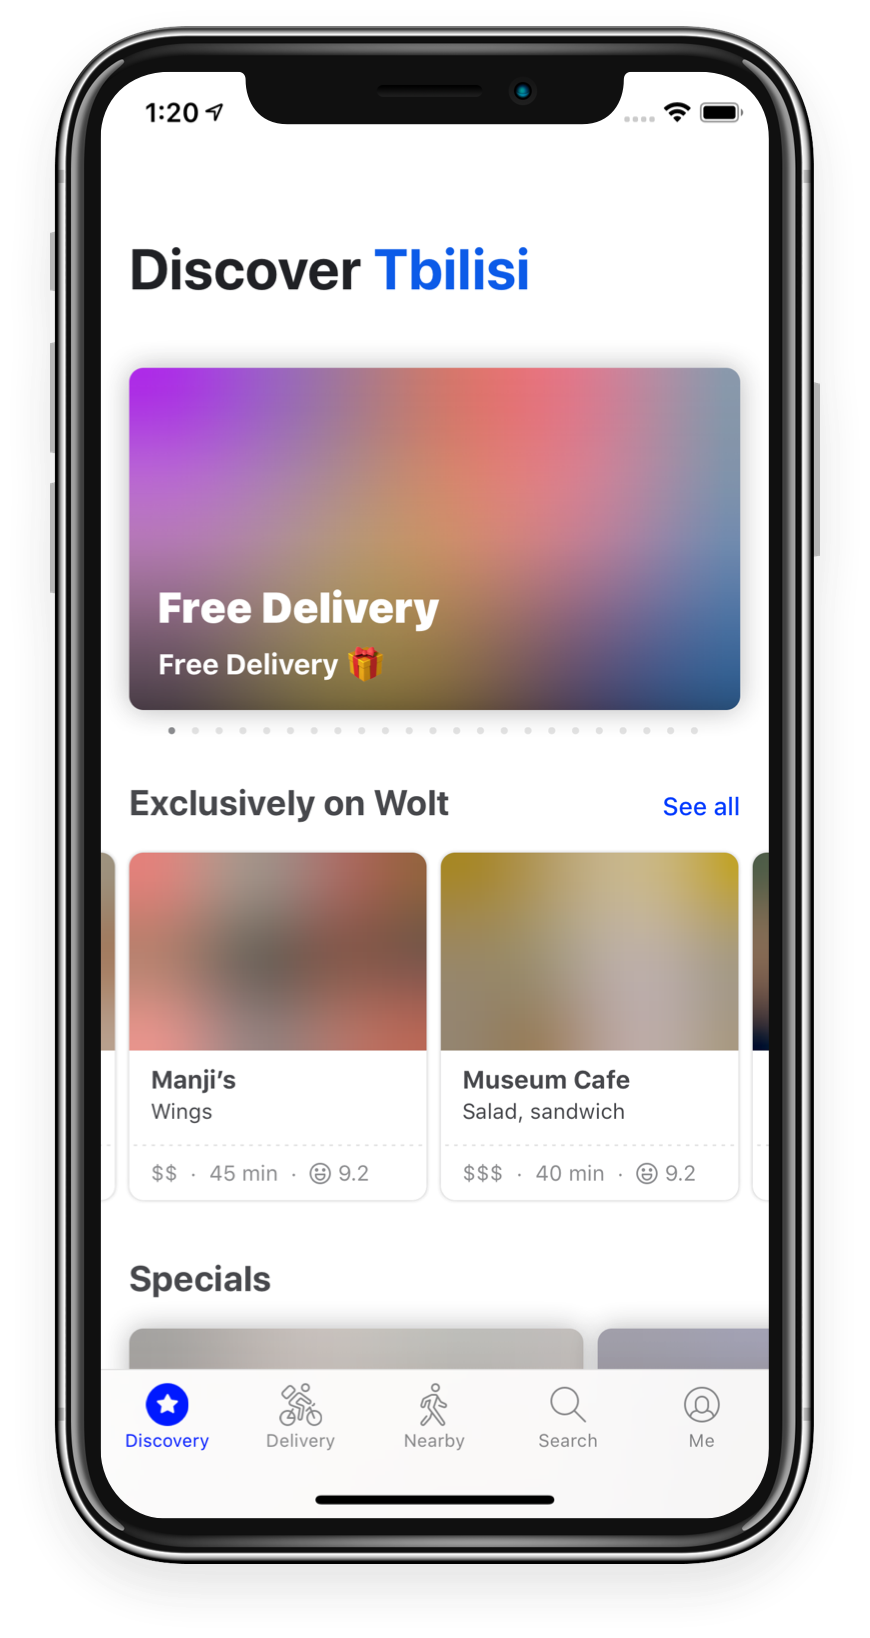 1:20
Discover Tbilisi
Free Delivery
Free Delivery 🎁
Exclusively on Wolt
See all
Manji’s
Wings
$$ · 45 min · 9.2
Museum Cafe
Salad, sandwich
$$$ · 40 min · 9.2
Specials
Discovery
Delivery
Nearby
Search
Me